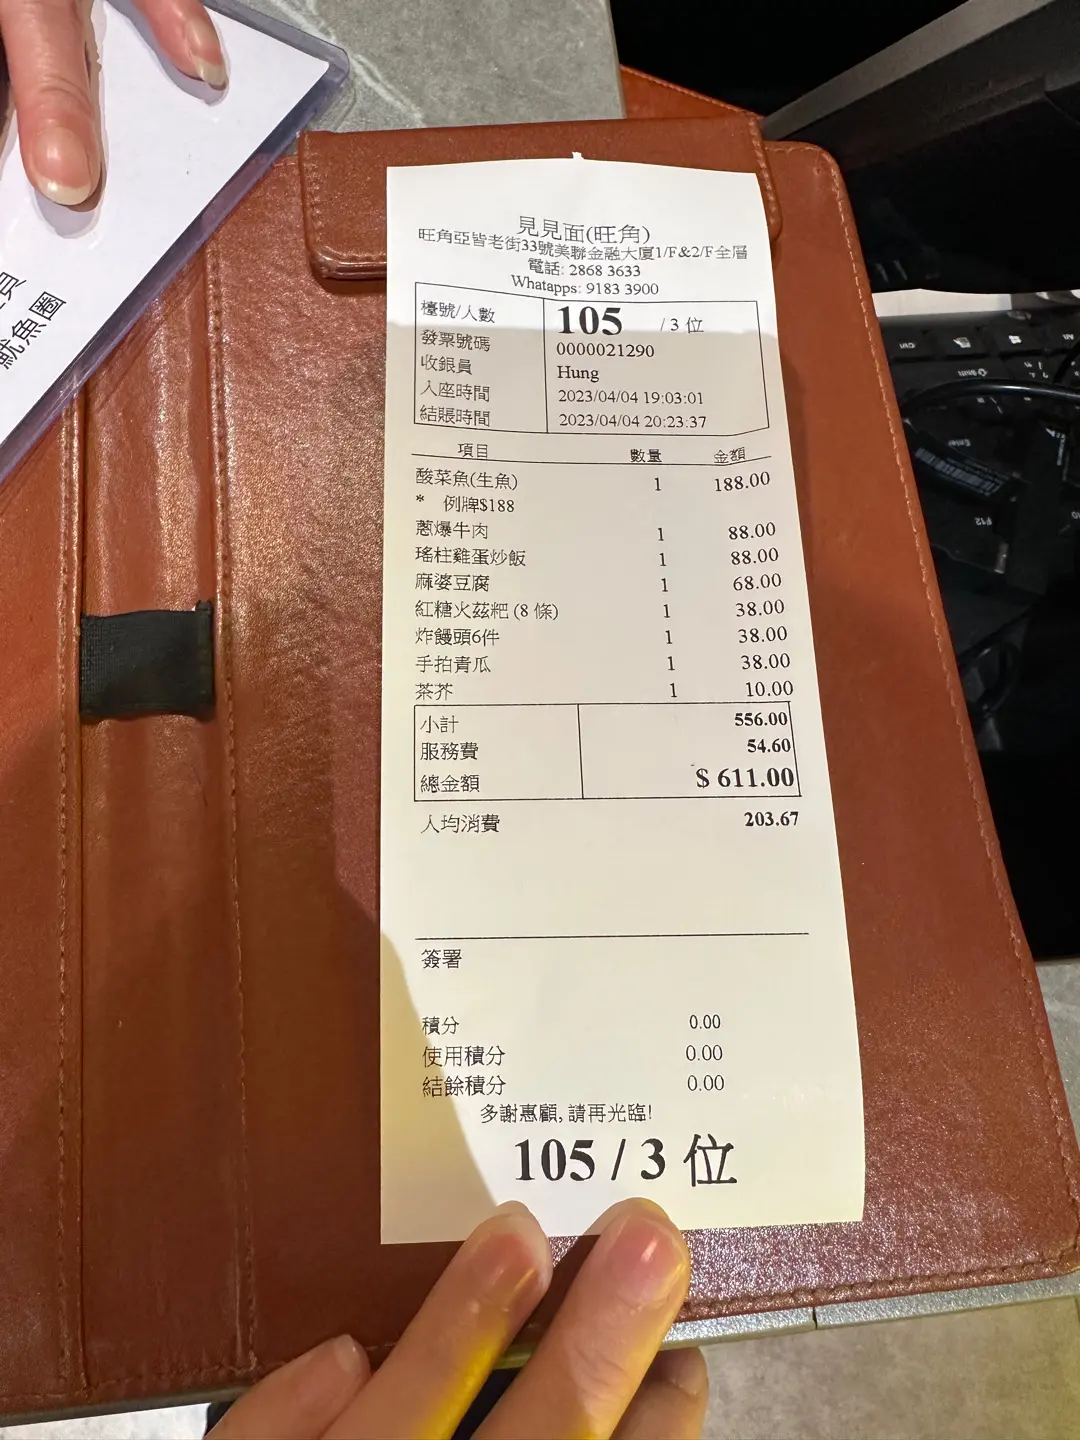 魷魚圈
見見面(旺角)
旺角亞皆老街33號美聯金融大廈1/F&2/F全層
電話: 2868 3633
Whatapps: 9183 3900
檯號/人數 105 / 3 位
發票號碼 0000021290
收銀員 Hung
入座時間 2023/04/04 19:03:01
結賬時間 2023/04/04 20:23:37
項目 數量 金額
酸菜魚(生魚) 1 188.00
* 例牌$188
蔥爆牛肉 1 88.00
瑤柱雞蛋炒飯 1 88.00
麻婆豆腐 1 68.00
紅糖火茲粑 (8 條) 1 38.00
炸饅頭6件 1 38.00
手拍青瓜 1 38.00
茶芥 1 10.00
小計 556.00
服務費 54.60
總金額 $ 611.00
人均消費 203.67
簽署
積分 0.00
使用積分 0.00
結餘積分 0.00
多謝惠顧, 請再光臨!
105 / 3 位
Ctrl
Shift
Enter
F12